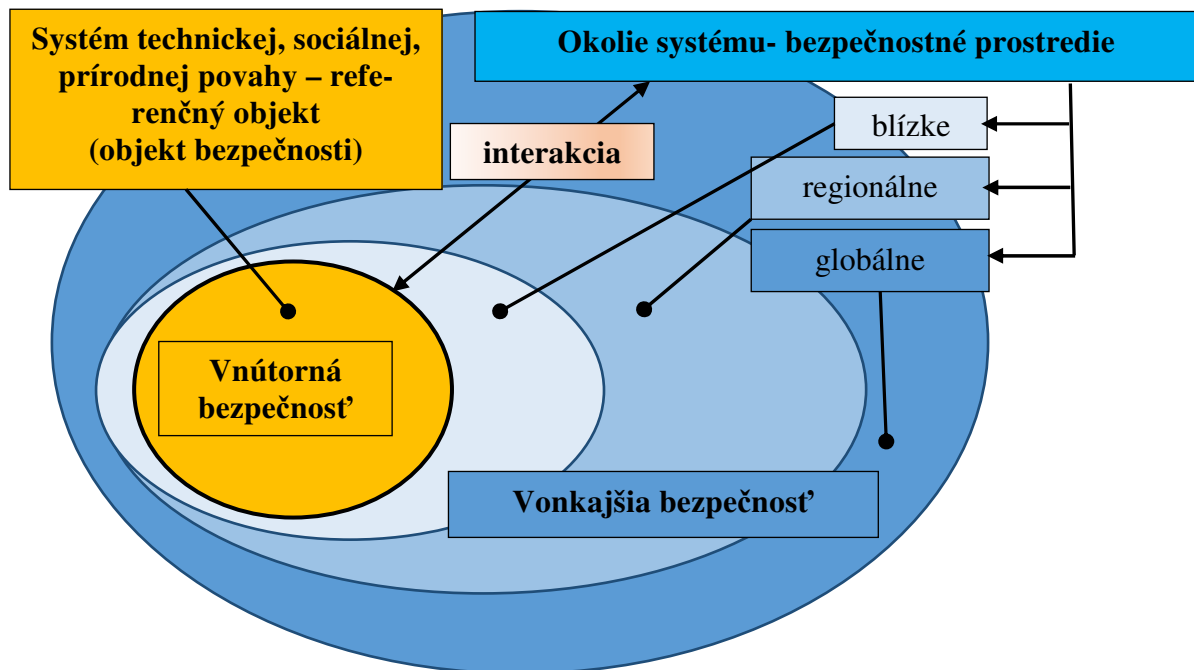 Systém technickej, sociálnej,
prírodnej povahy – refe-
renčný objekt
(objekt bezpečnosti)
Okolie systému- bezpečnostné prostredie
blízke
interakcia
regionálne
globálne
Vnútorná
bezpečnosť
Vonkajšia bezpečnosť